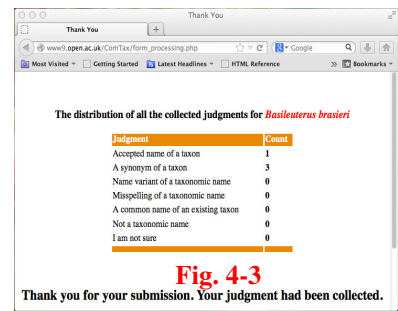 Thank You
Thank You
+
www9.open.ac.uk/ComTax/form_processing.php
Google
Most Visited
Getting Started
Latest Headlines
HTML Reference
Bookmarks
The distribution of all the collected judgments for Basileuterus brasieri
Judgment Count
Accepted name of a taxon 1
A synonym of a taxon 3
Name variant of a taxonomic name 0
Misspelling of a taxonomic name 0
A common name of an existing taxon 0
Not a taxonomic name 0
I am not sure 0
Fig. 4-3
Thank you for your submission. Your judgment had been collected.